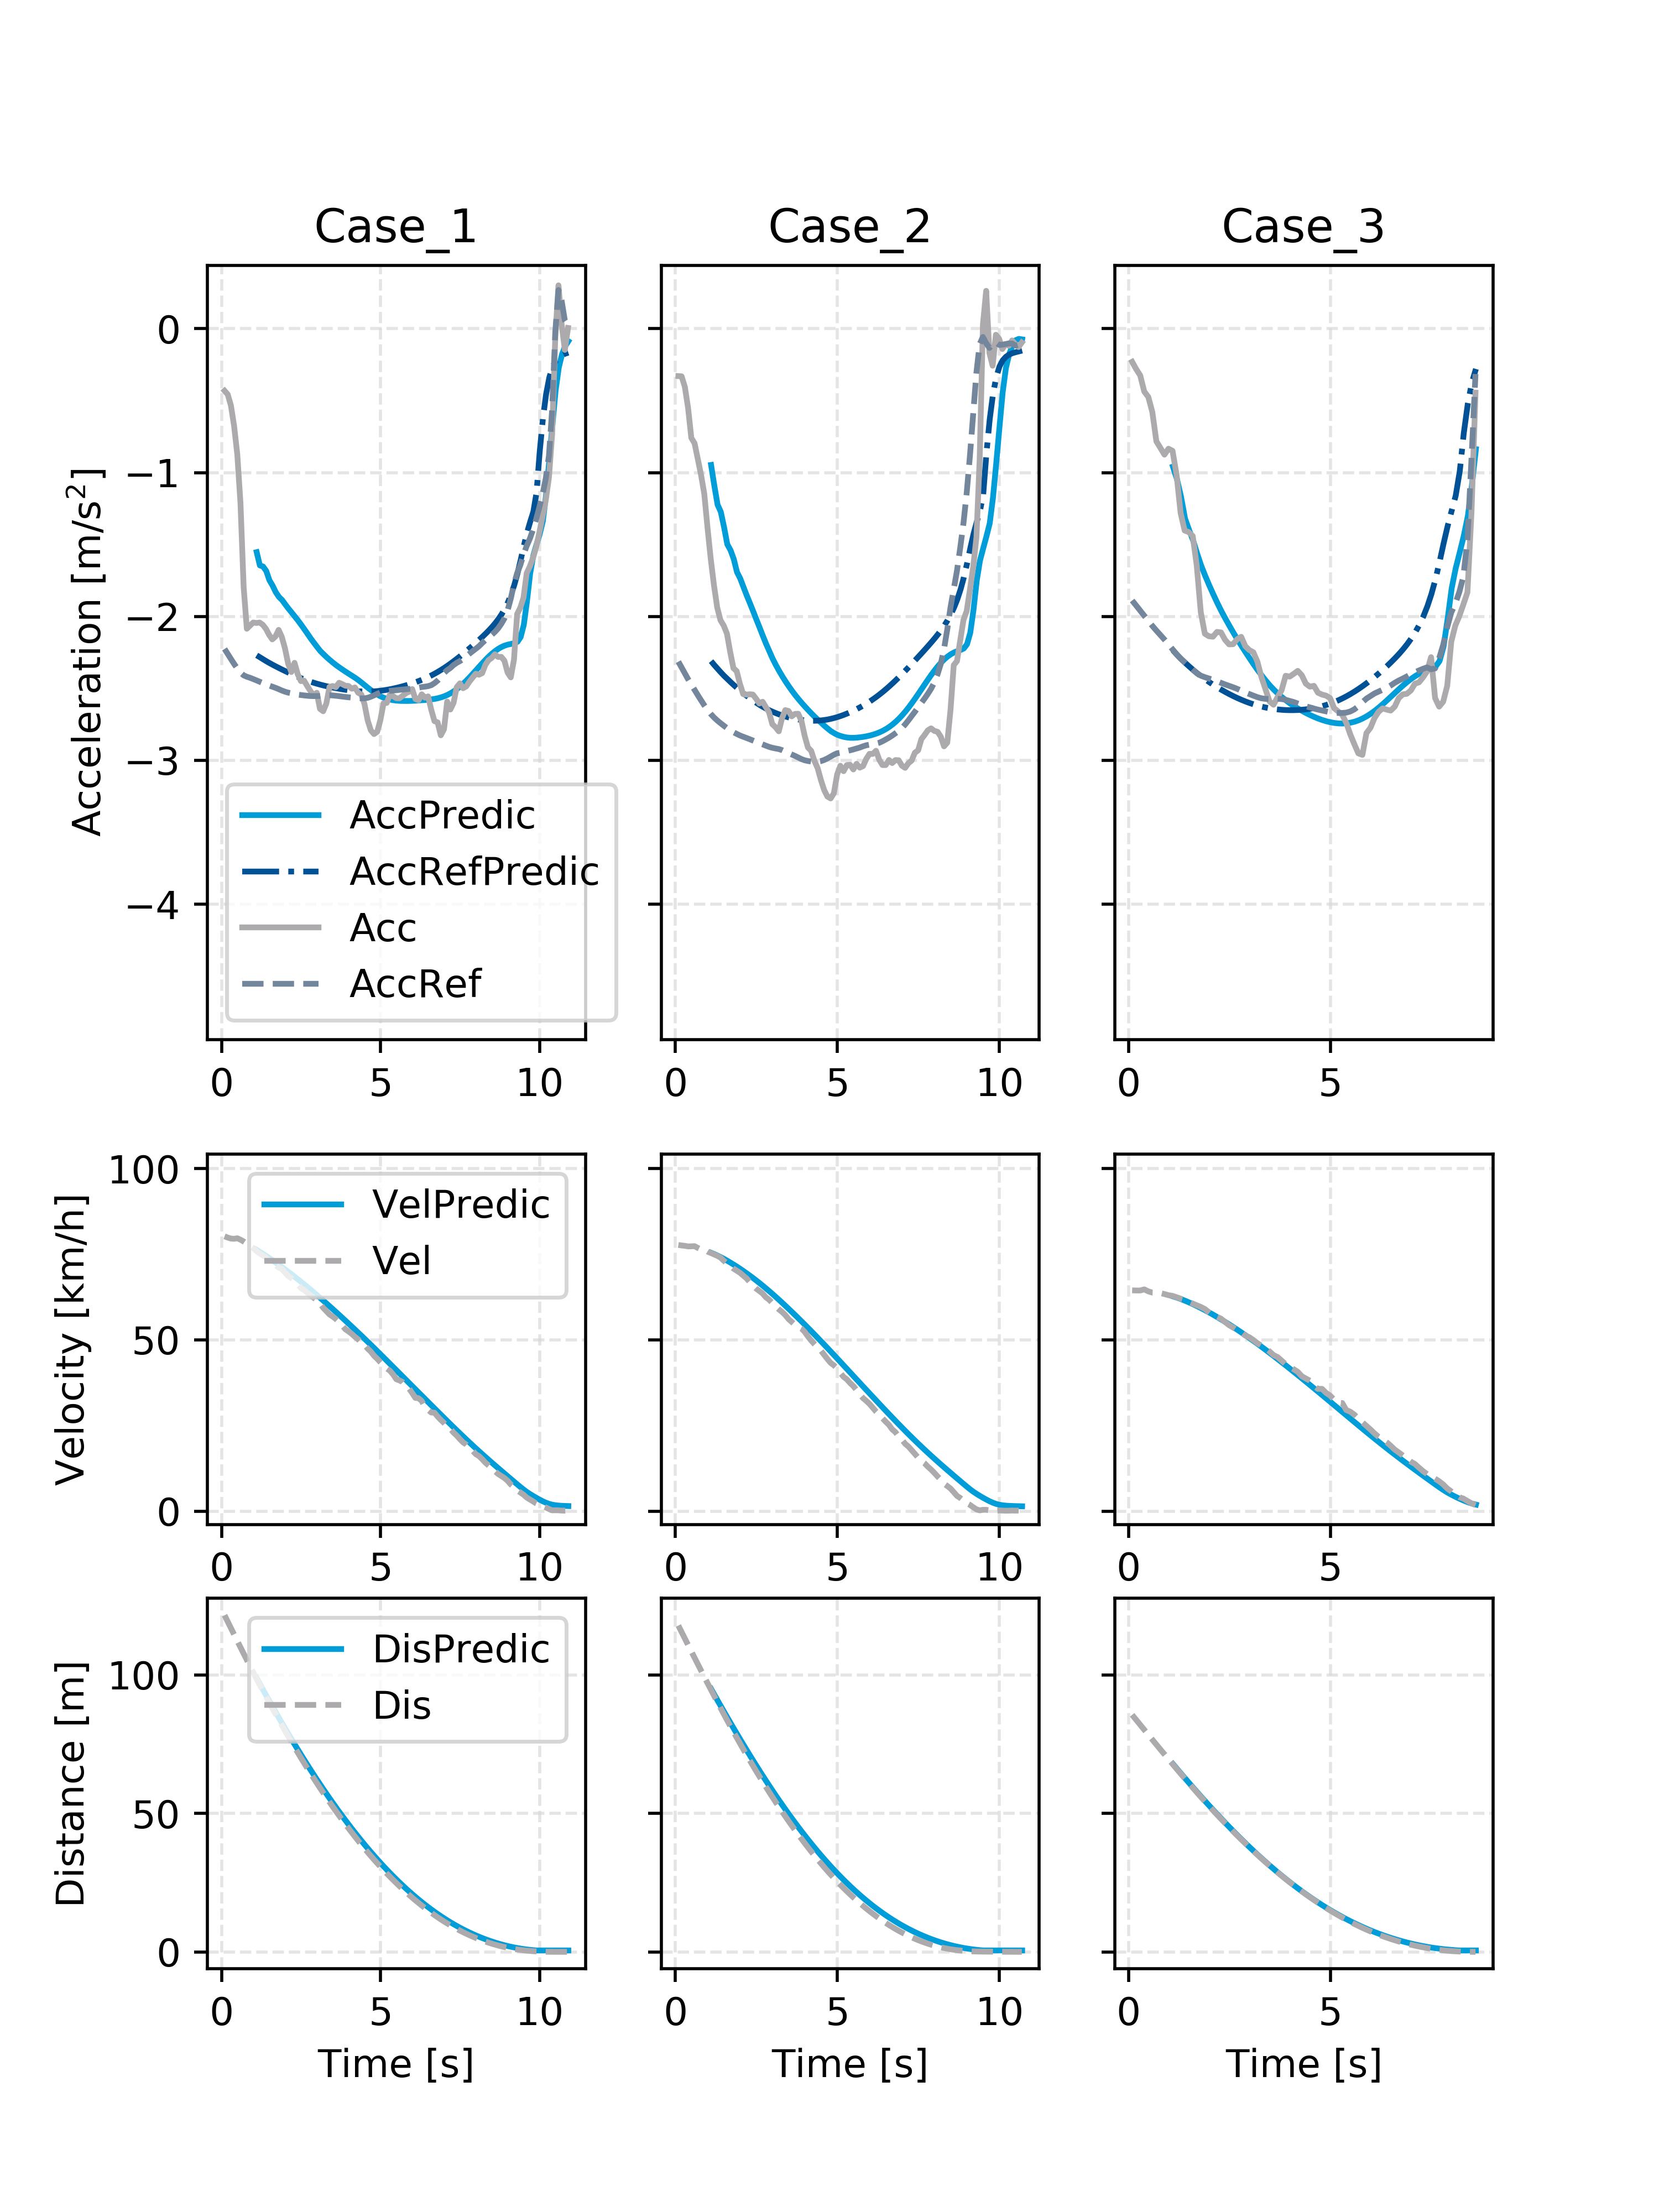 Case_1 Case_2 Case_3
Acceleration [m/s²]
0
−1
−2
−3
−4
AccPredic
AccRefPredic
Acc
AccRef
0 5 10 0 5 10 0 5
Velocity [km/h]
100
50
0
VelPredic
Vel
0 5 10 0 5 10 0 5
Distance [m]
100
50
0
DisPredic
Dis
0 5 10 0 5 10 0 5
Time [s] Time [s] Time [s]